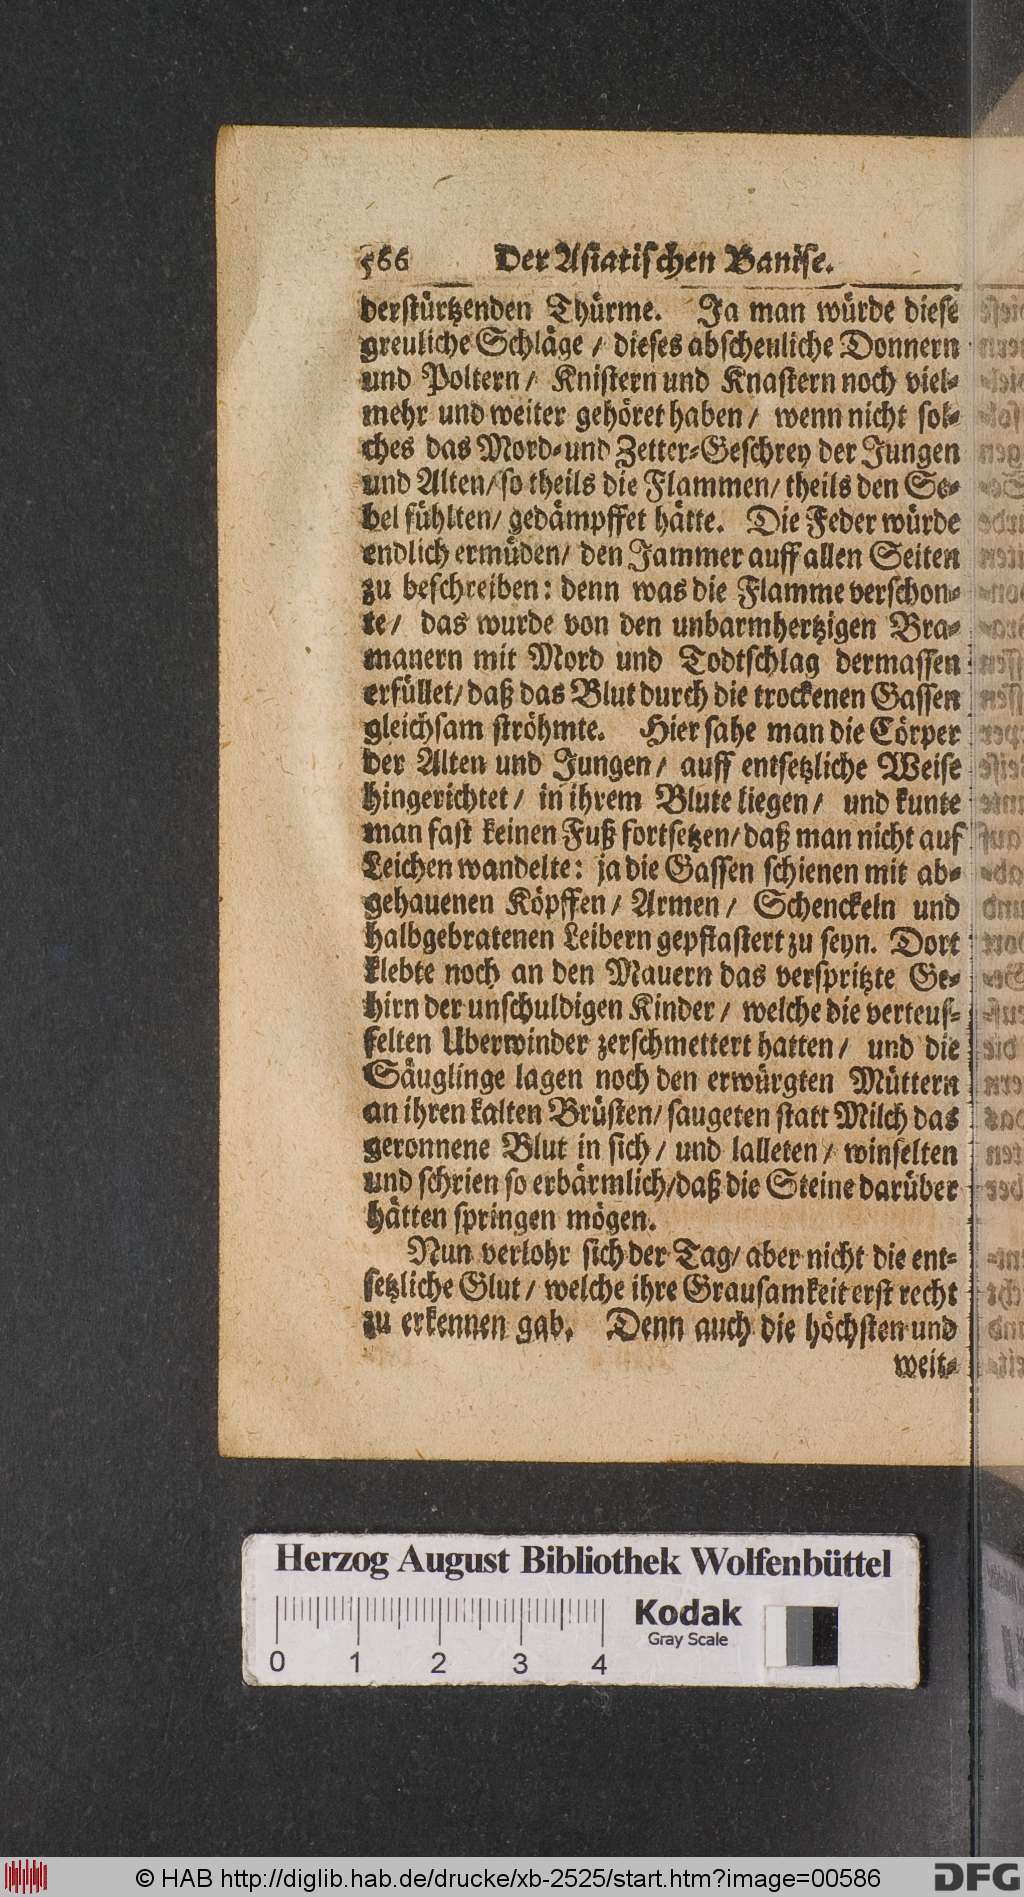 566 Der Asiatischen Banise.
derstürtzenden Thürme. Ja man würde diese
greuliche Schläge / dieses abscheuliche Donnern
und Poltern / Knistern und Knastern noch viel-
mehr und weiter gehöret haben / wenn nicht sol-
ches das Mord-und Zetter-Geschrey der Jungen
und Alten / so theils die Flammen / theils den Se-
bel fühlten / gedämpffet hätte. Die Feder würde
endlich ermüden / den Jammer auff allen Seiten
zu beschreiben: denn was die Flamme verschon-
te / das wurde von den unbarmhertzigen Bra-
manern mit Mord und Todtschlag dermassen
erfüllet / daß das Blut durch die trockenen Gassen
gleichsam ströhmte. Hier sahe man die Cörper
der Alten und Jungen / auff entsetzliche Weise
hingerichtet / in ihrem Blute liegen / und kunte
man fast keinen Fuß fortsetzen / daß man nicht auf
Leichen wandelte: ja die Gassen schienen mit ab-
gehauenen Köpffen / Armen / Schenckeln und
halbgebratenen Leibern gepflastert zu seyn. Dort
klebte noch an den Mauern das verspritzte Ge-
hirn der unschuldigen Kinder / welche die verteuf-
felten Uberwinder zerschmettert hatten / und die
Säuglinge lagen noch den erwürgten Müttern
an ihren kalten Brüsten / saugeten statt Milch das
geronnene Blut in sich / und lalleten / winselten
und schrien so erbärmlich / daß die Steine darüber
hätten springen mögen.
Nun verlohr sich der Tag / aber nicht die ent-
setzliche Glut / welche ihre Grausamkeit erst recht
zu erkennen gab. Denn auch die höchsten und
weit-
Herzog August Bibliothek Wolfenbüttel
Kodak
Gray Scale
0 1 2 3 4
© HAB http://diglib.hab.de/drucke/xb-2525/start.htm?image=00586
DFG